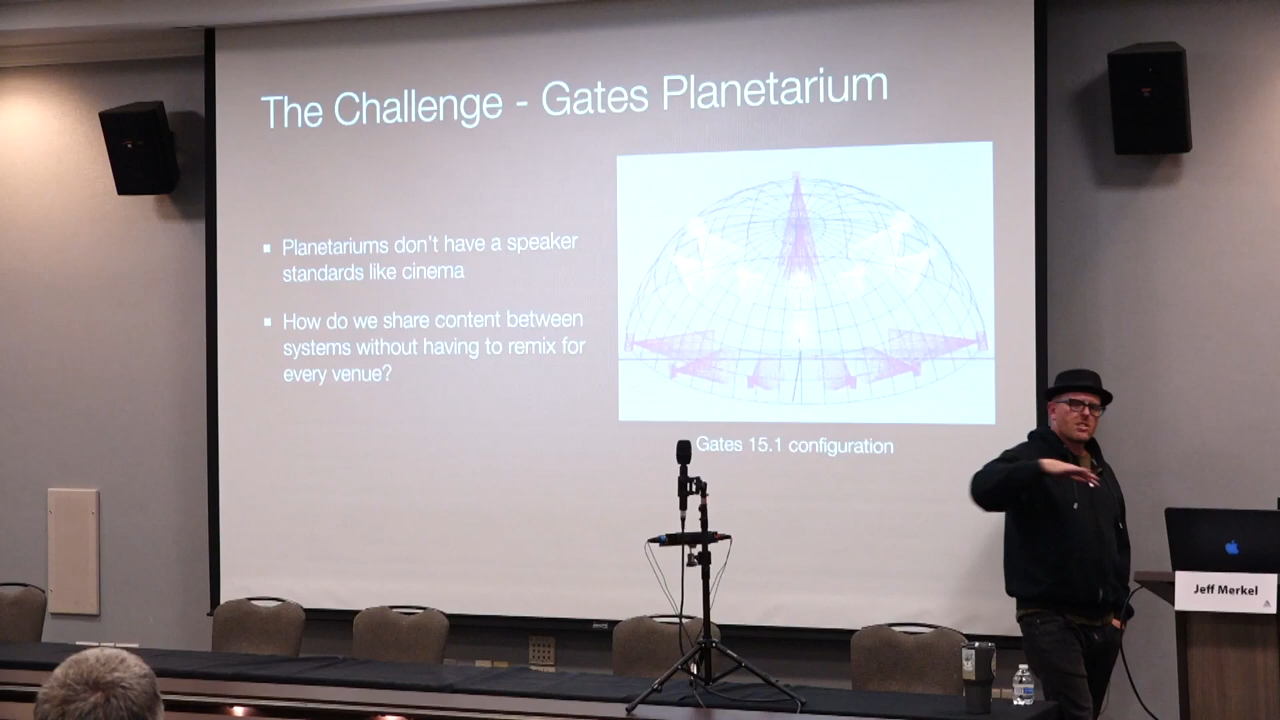 The Challenge - Gates Planetarium
▪ Planetariums don't have a speaker
standards like cinema
▪ How do we share content between
systems without having to remix for
every venue?
Gates 15.1 configuration
Jeff Merkel